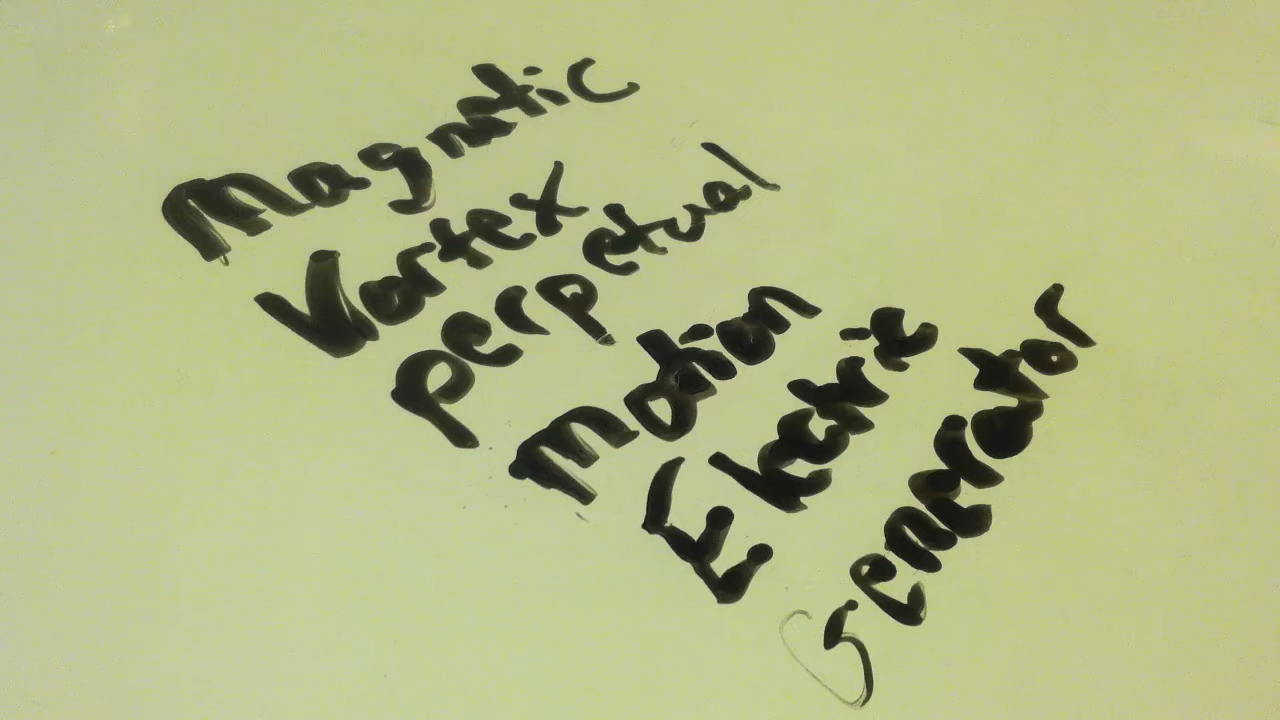 Magnetic
Vortex
perpetual
Motion
Electric
Generator